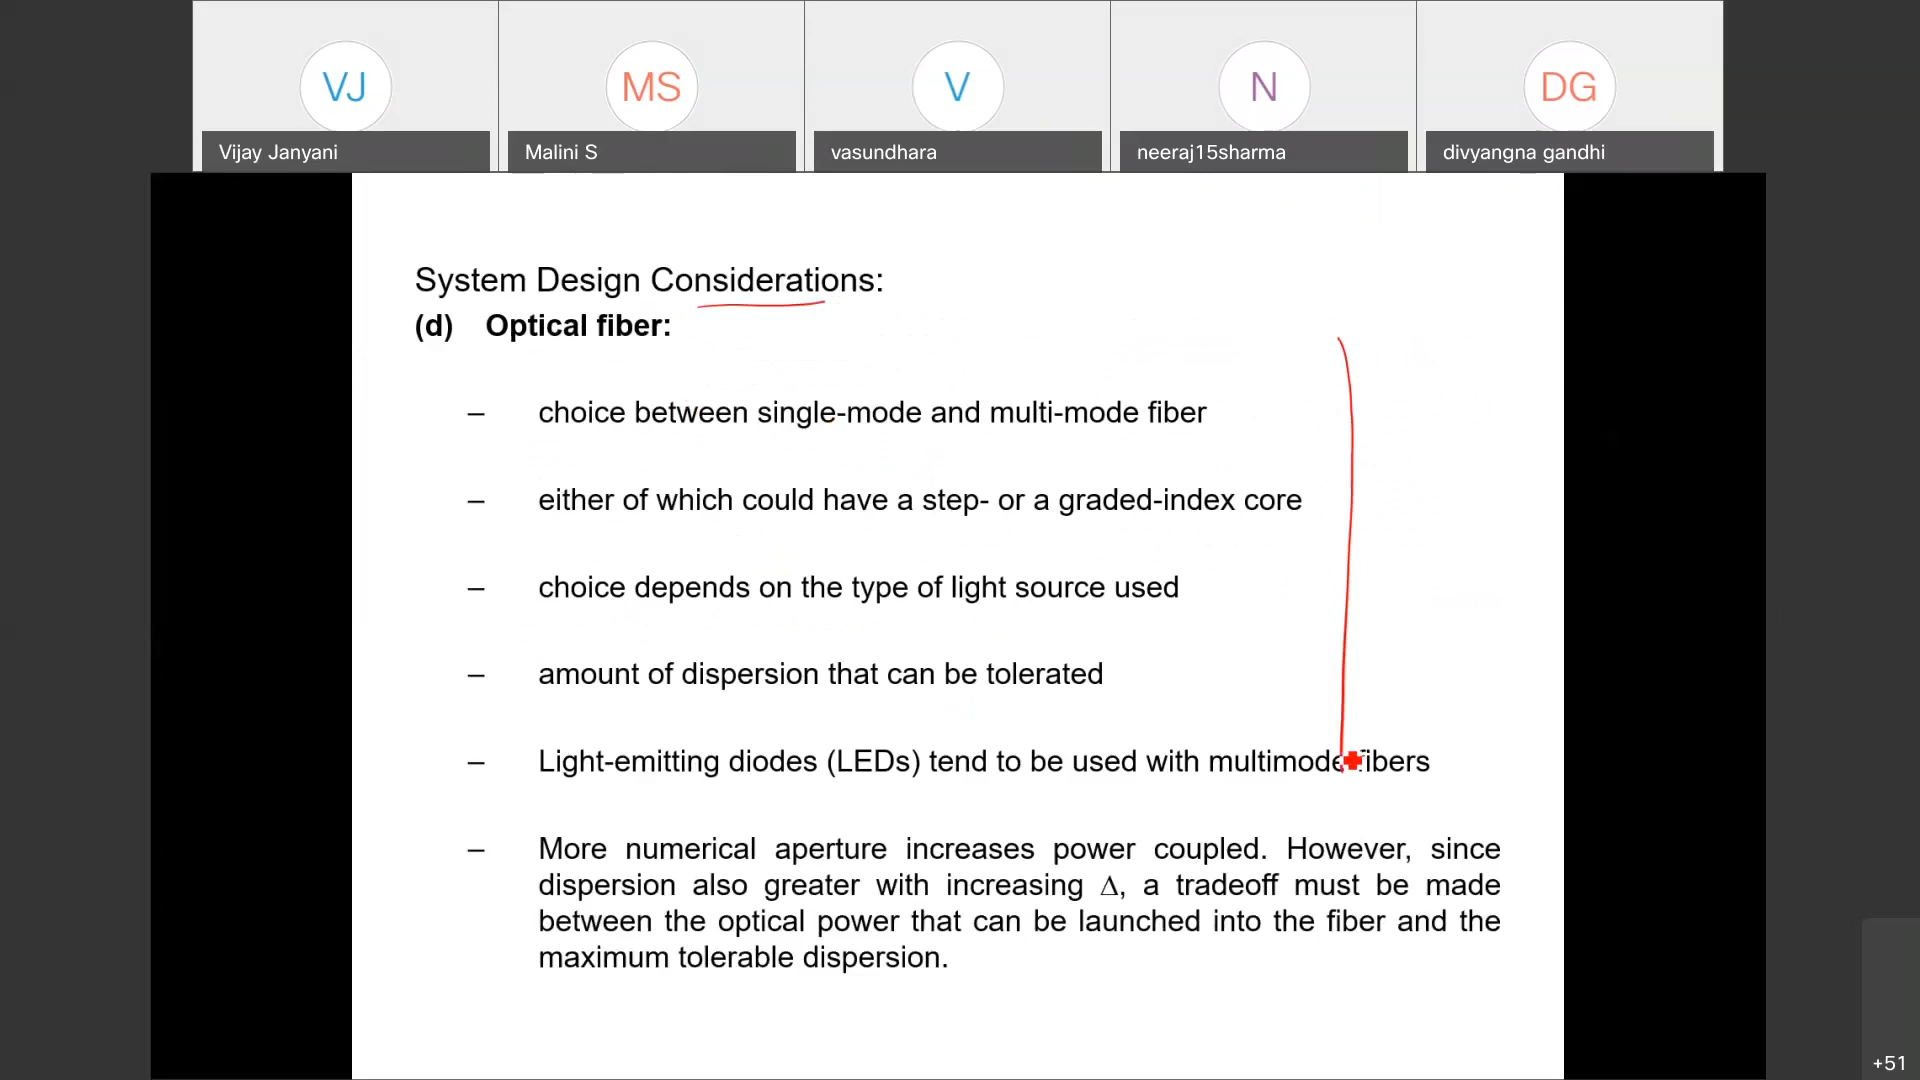 VJ
MS
V
N
DG
Vijay Janyani
Malini S
vasundhara
neeraj15sharma
divyangna gandhi
System Design Considerations:
(d) Optical fiber:
– choice between single-mode and multi-mode fiber
– either of which could have a step- or a graded-index core
– choice depends on the type of light source used
– amount of dispersion that can be tolerated
– Light-emitting diodes (LEDs) tend to be used with multimode fibers
– More numerical aperture increases power coupled. However, since
dispersion also greater with increasing Δ, a tradeoff must be made
between the optical power that can be launched into the fiber and the
maximum tolerable dispersion.
+51